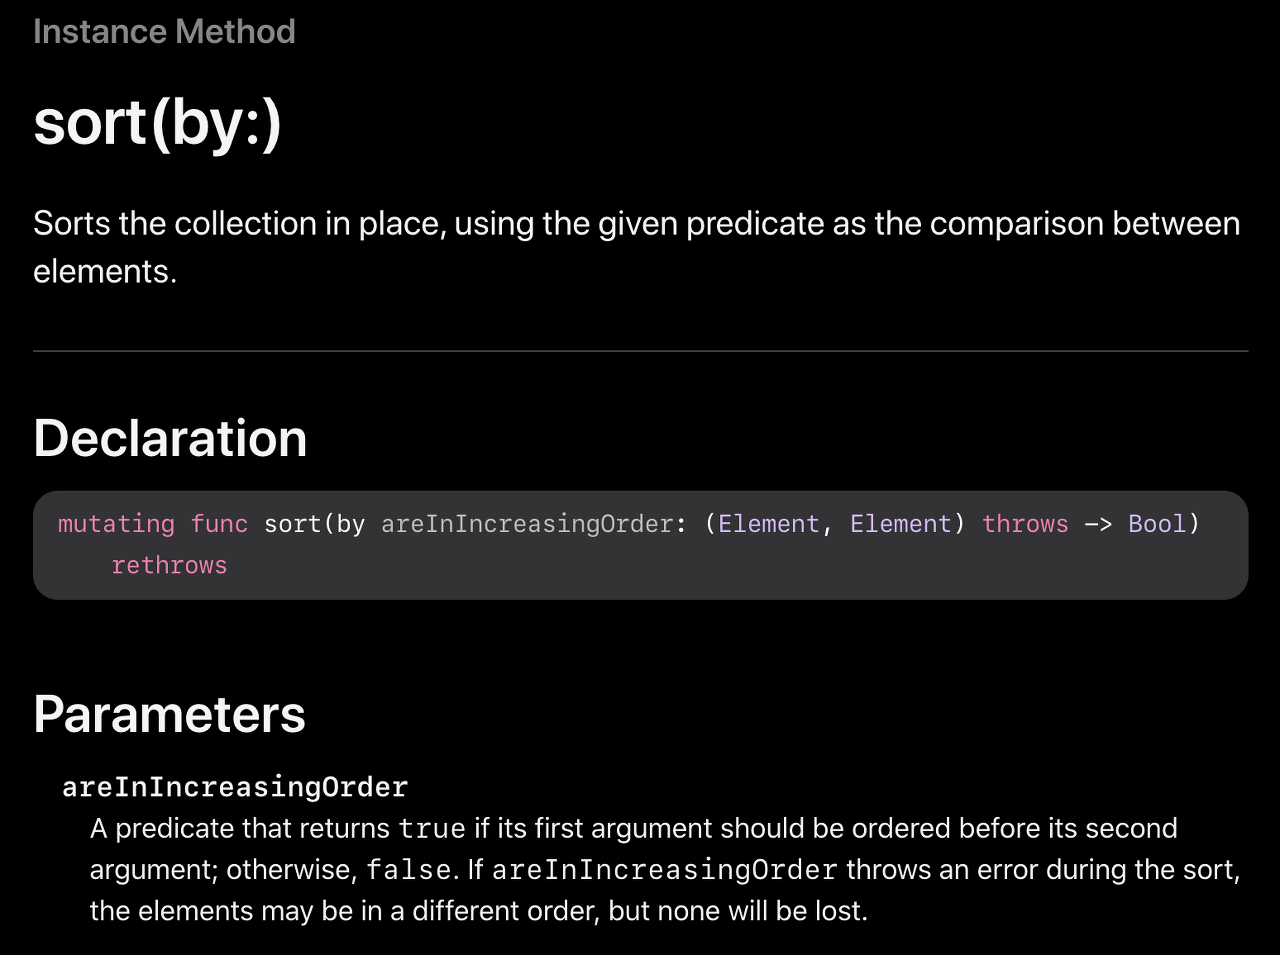 Instance Method
sort(by:)
Sorts the collection in place, using the given predicate as the comparison between
elements.
Declaration
mutating func sort(by areInIncreasingOrder: (Element, Element) throws -> Bool)
rethrows
Parameters
areInIncreasingOrder
A predicate that returns true if its first argument should be ordered before its second
argument; otherwise, false. If areInIncreasingOrder throws an error during the sort,
the elements may be in a different order, but none will be lost.